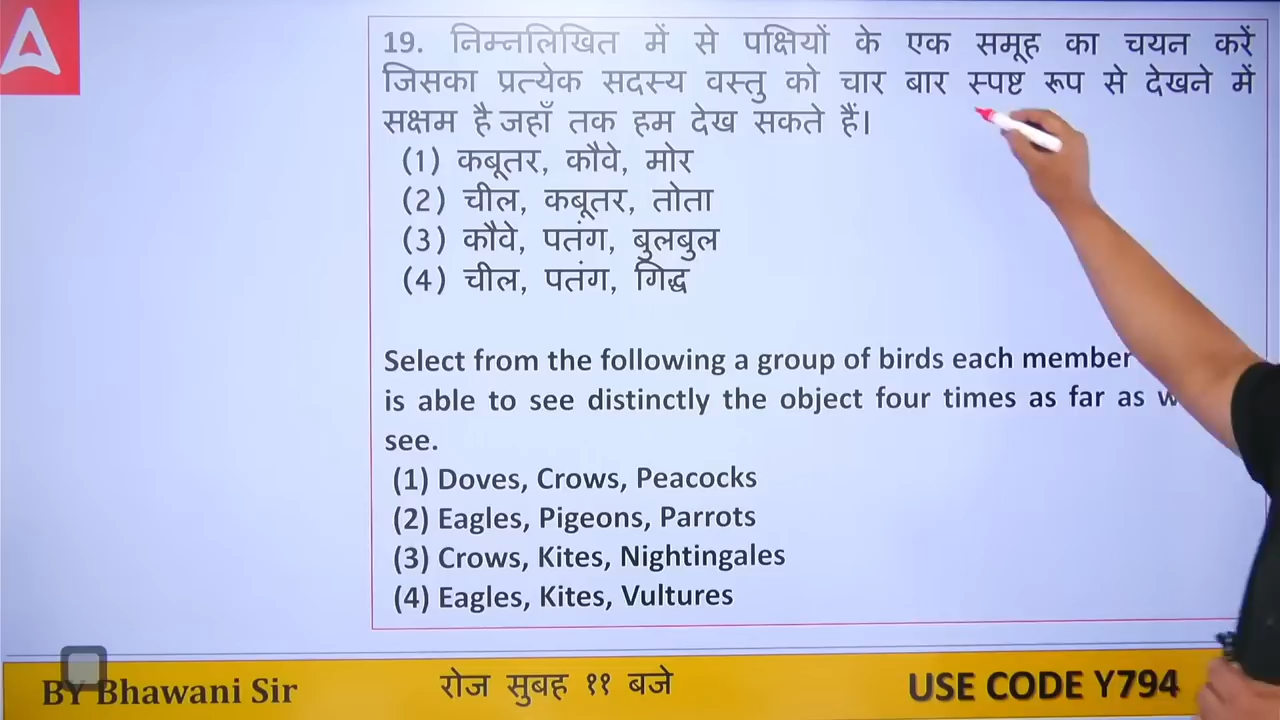 19. निम्नलिखित में से पक्षियों के एक समूह का चयन करें
जिसका प्रत्येक सदस्य वस्तु को चार बार स्पष्ट रूप से देखने में
सक्षम है जहाँ तक हम देख सकते हैं।
(1) कबूतर, कौवे, मोर
(2) चील, कबूतर, तोता
(3) कौवे, पतंग, बुलबुल
(4) चील, पतंग, गिद्ध
Select from the following a group of birds each member
is able to see distinctly the object four times as far as
see.
(1) Doves, Crows, Peacocks
(2) Eagles, Pigeons, Parrots
(3) Crows, Kites, Nightingales
(4) Eagles, Kites, Vultures
BY Bhawani Sir
रोज सुबह ११ बजे
USE CODE Y794